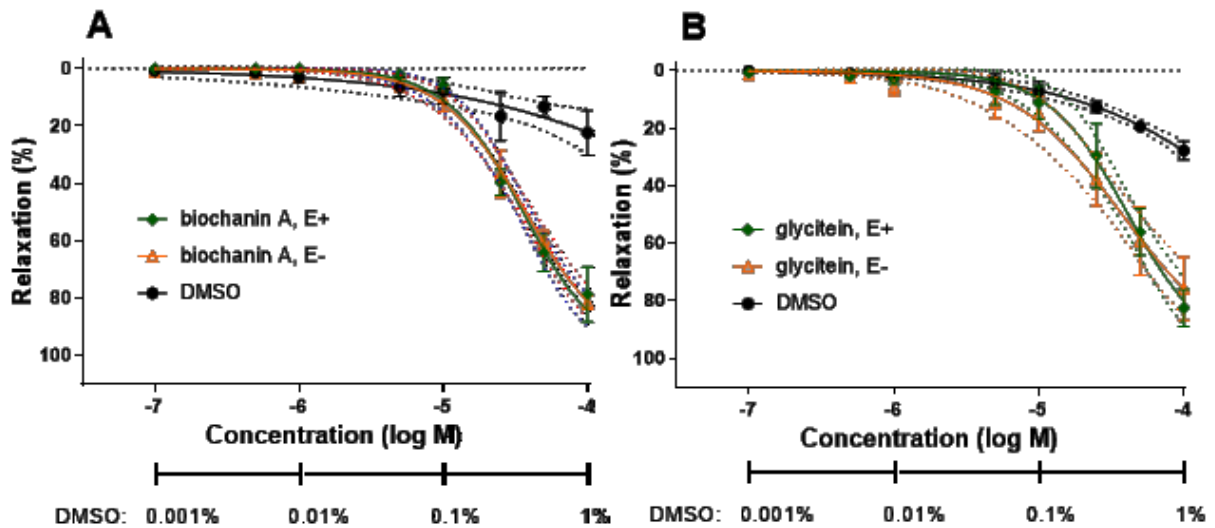 A
Relaxation (%)
0
20
40
60
80
100
biochanin A, E+
biochanin A, E-
DMSO
-7
-6
-5
-4
Concentration (log M)
DMSO: 0.001% 0.01% 0.1% 1%
B
Relaxation (%)
0
20
40
60
80
100
glycitein, E+
glycitein, E-
DMSO
-7
-6
-5
-4
Concentration (log M)
DMSO: 0.001% 0.01% 0.1% 1%